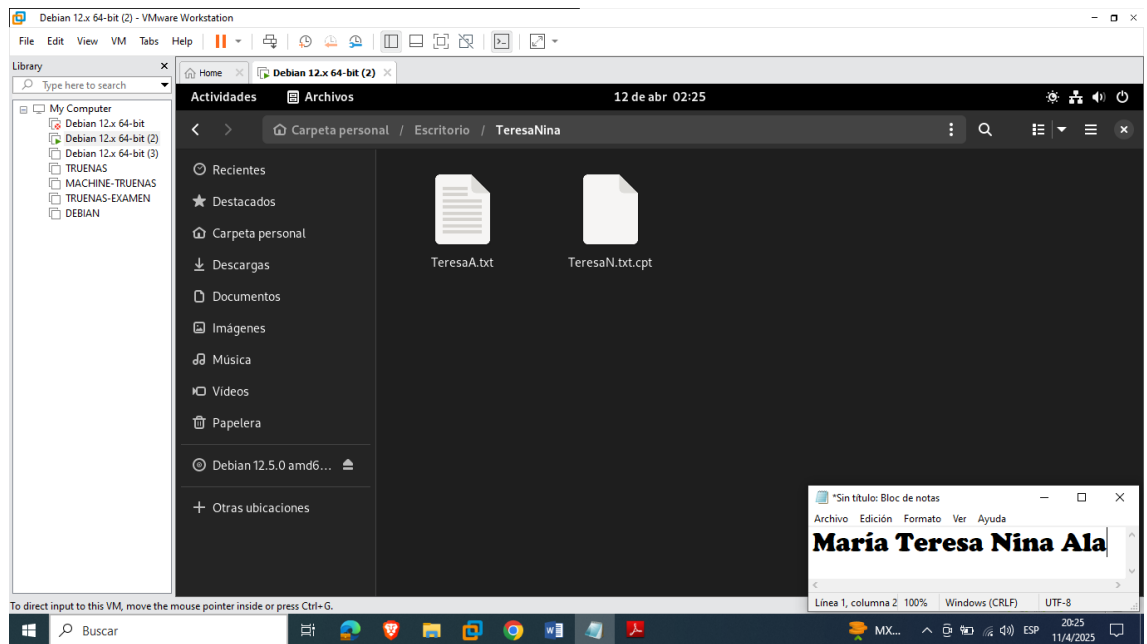 Debian 12.x 64-bit (2) - VMware Workstation
File Edit View VM Tabs Help
Library
Type here to search
My Computer
Debian 12.x 64-bit
Debian 12.x 64-bit (2)
Debian 12.x 64-bit (3)
TRUENAS
MACHINE-TRUENAS
TRUENAS-EXAMEN
DEBIAN
Home
Debian 12.x 64-bit (2)
Actividades Archivos 12 de abr 02:25
Carpeta personal / Escritorio / TeresaNina
Recientes
Destacados
Carpeta personal
Descargas
Documentos
Imágenes
Música
Vídeos
Papelera
Debian 12.5.0 amd6...
Otras ubicaciones
TeresaA.txt
TeresaN.txt.cpt
*Sin título: Bloc de notas
Archivo Edición Formato Ver Ayuda
María Teresa Nina Ala
Línea 1, columna 2 100% Windows (CRLF) UTF-8
To direct input to this VM, move the mouse pointer inside or press Ctrl+G.
Buscar
MX... ESP
20:25
11/4/2025